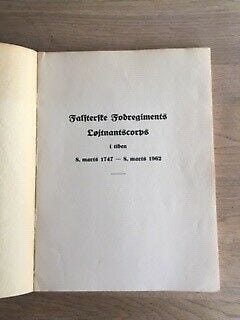 Falsterske Fodregiments
Løjtnantscorps
i tiden
8. marts 1747 — 8. marts 1962